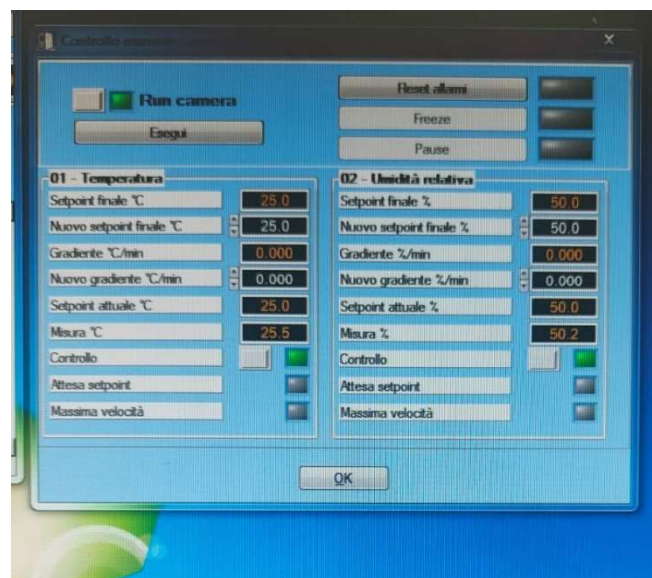 Controllo manuale
Run camera
Esegui
Reset allarmi
Freeze
Pause
01 - Temperatura
Setpoint finale °C 25.0
Nuovo setpoint finale °C 25.0
Gradiente °C/min 0.000
Nuovo gradiente °C/min 0.000
Setpoint attuale °C 25.0
Misura °C 25.5
Controllo
Attesa setpoint
Massima velocità
02 - Umidità relativa
Setpoint finale % 50.0
Nuovo setpoint finale % 50.0
Gradiente %/min 0.000
Nuovo gradiente %/min 0.000
Setpoint attuale % 50.0
Misura % 50.2
Controllo
Attesa setpoint
Massima velocità
OK